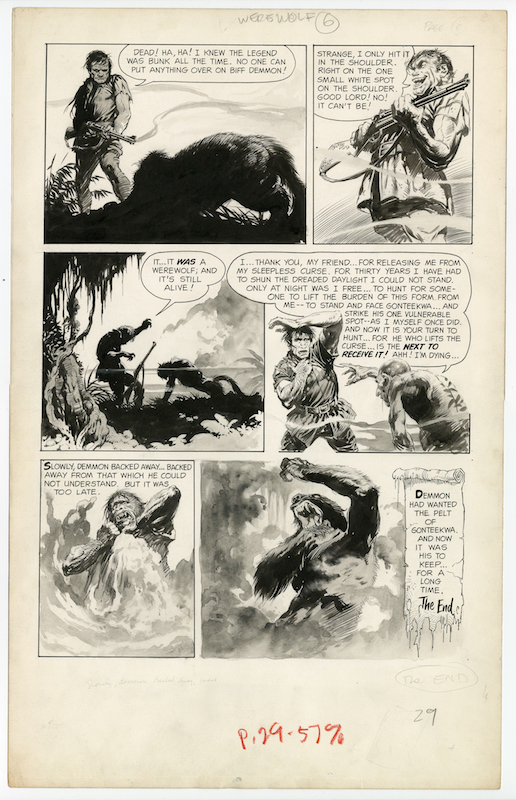 WEREWOLF 6
DEAD! HA, HA! I KNEW THE LEGEND
WAS BUNK ALL THE TIME. NO ONE CAN
PUT ANYTHING OVER ON BIFF DEMMON!
STRANGE, I ONLY HIT IT
IN THE SHOULDER.
RIGHT ON THE ONE
SMALL WHITE SPOT
ON THE SHOULDER.
GOOD LORD! NO!
IT CAN'T BE!
IT...IT WAS A
WEREWOLF; AND
IT'S STILL
ALIVE!
I...THANK YOU, MY FRIEND...FOR RELEASING ME FROM
MY SLEEPLESS CURSE. FOR THIRTY YEARS I HAVE HAD
TO SHUN THE DREADED DAYLIGHT I COULD NOT STAND.
ONLY AT NIGHT WAS I FREE... TO HUNT FOR SOME-
ONE TO LIFT THE BURDEN OF THIS FORM FROM
ME--TO STAND AND FACE GONTEEKWA... AND
STRIKE HIS ONE VULNERABLE
SPOT--AS I MYSELF ONCE DID.
AND NOW IT IS YOUR TURN TO
HUNT... FOR HE WHO LIFTS THE
CURSE... IS THE NEXT TO
RECEIVE IT! AHH! I'M DYING...
SLOWLY, DEMMON BACKED AWAY... BACKED
AWAY FROM THAT WHICH HE COULD
NOT UNDERSTAND. BUT IT WAS
TOO LATE.
DEMMON
HAD WANTED
THE PELT
OF
GONTEEKWA.
AND NOW
IT WAS
HIS TO
KEEP...
FOR A
LONG
TIME.
The End
The END
29
P.29-57%